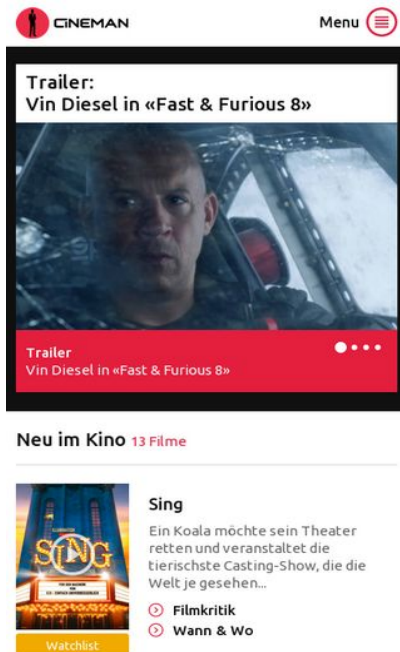 CINEMAN
Menu
Trailer:
Vin Diesel in «Fast & Furious 8»
Trailer
Vin Diesel in «Fast & Furious 8»
Neu im Kino 13 Filme
SING
Sing
Ein Koala möchte sein Theater
retten und veranstaltet die
tierischste Casting-Show, die die
Welt je gesehen...
Filmkritik
Wann & Wo
Watchlist